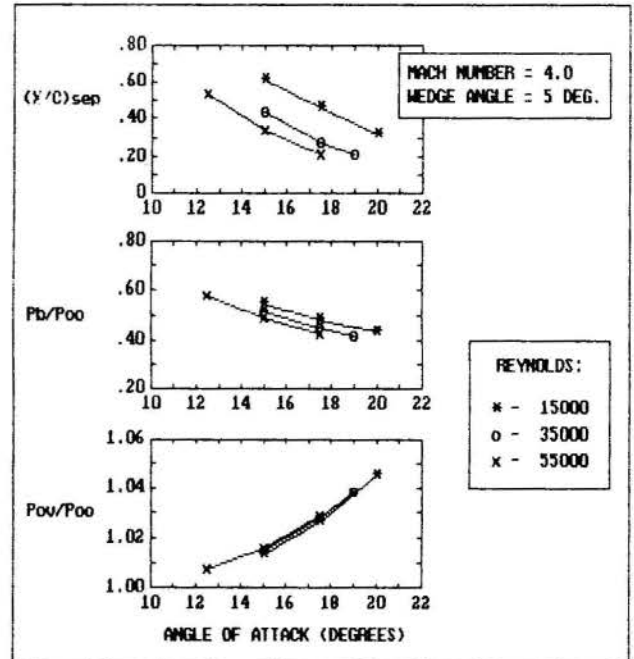 .80
.60
(X/C)sep
.40
.20
0
10 12 14 16 18 20 22
MACH NUMBER = 4.0
WEDGE ANGLE = 5 DEG.
.80
.60
Pb/Poo
.40
.20
10 12 14 16 18 20 22
REYNOLDS:
* - 15000
o - 35000
x - 55000
1.06
1.04
Pov/Poo
1.02
1.00
10 12 14 16 18 20 22
ANGLE OF ATTACK (DEGREES)